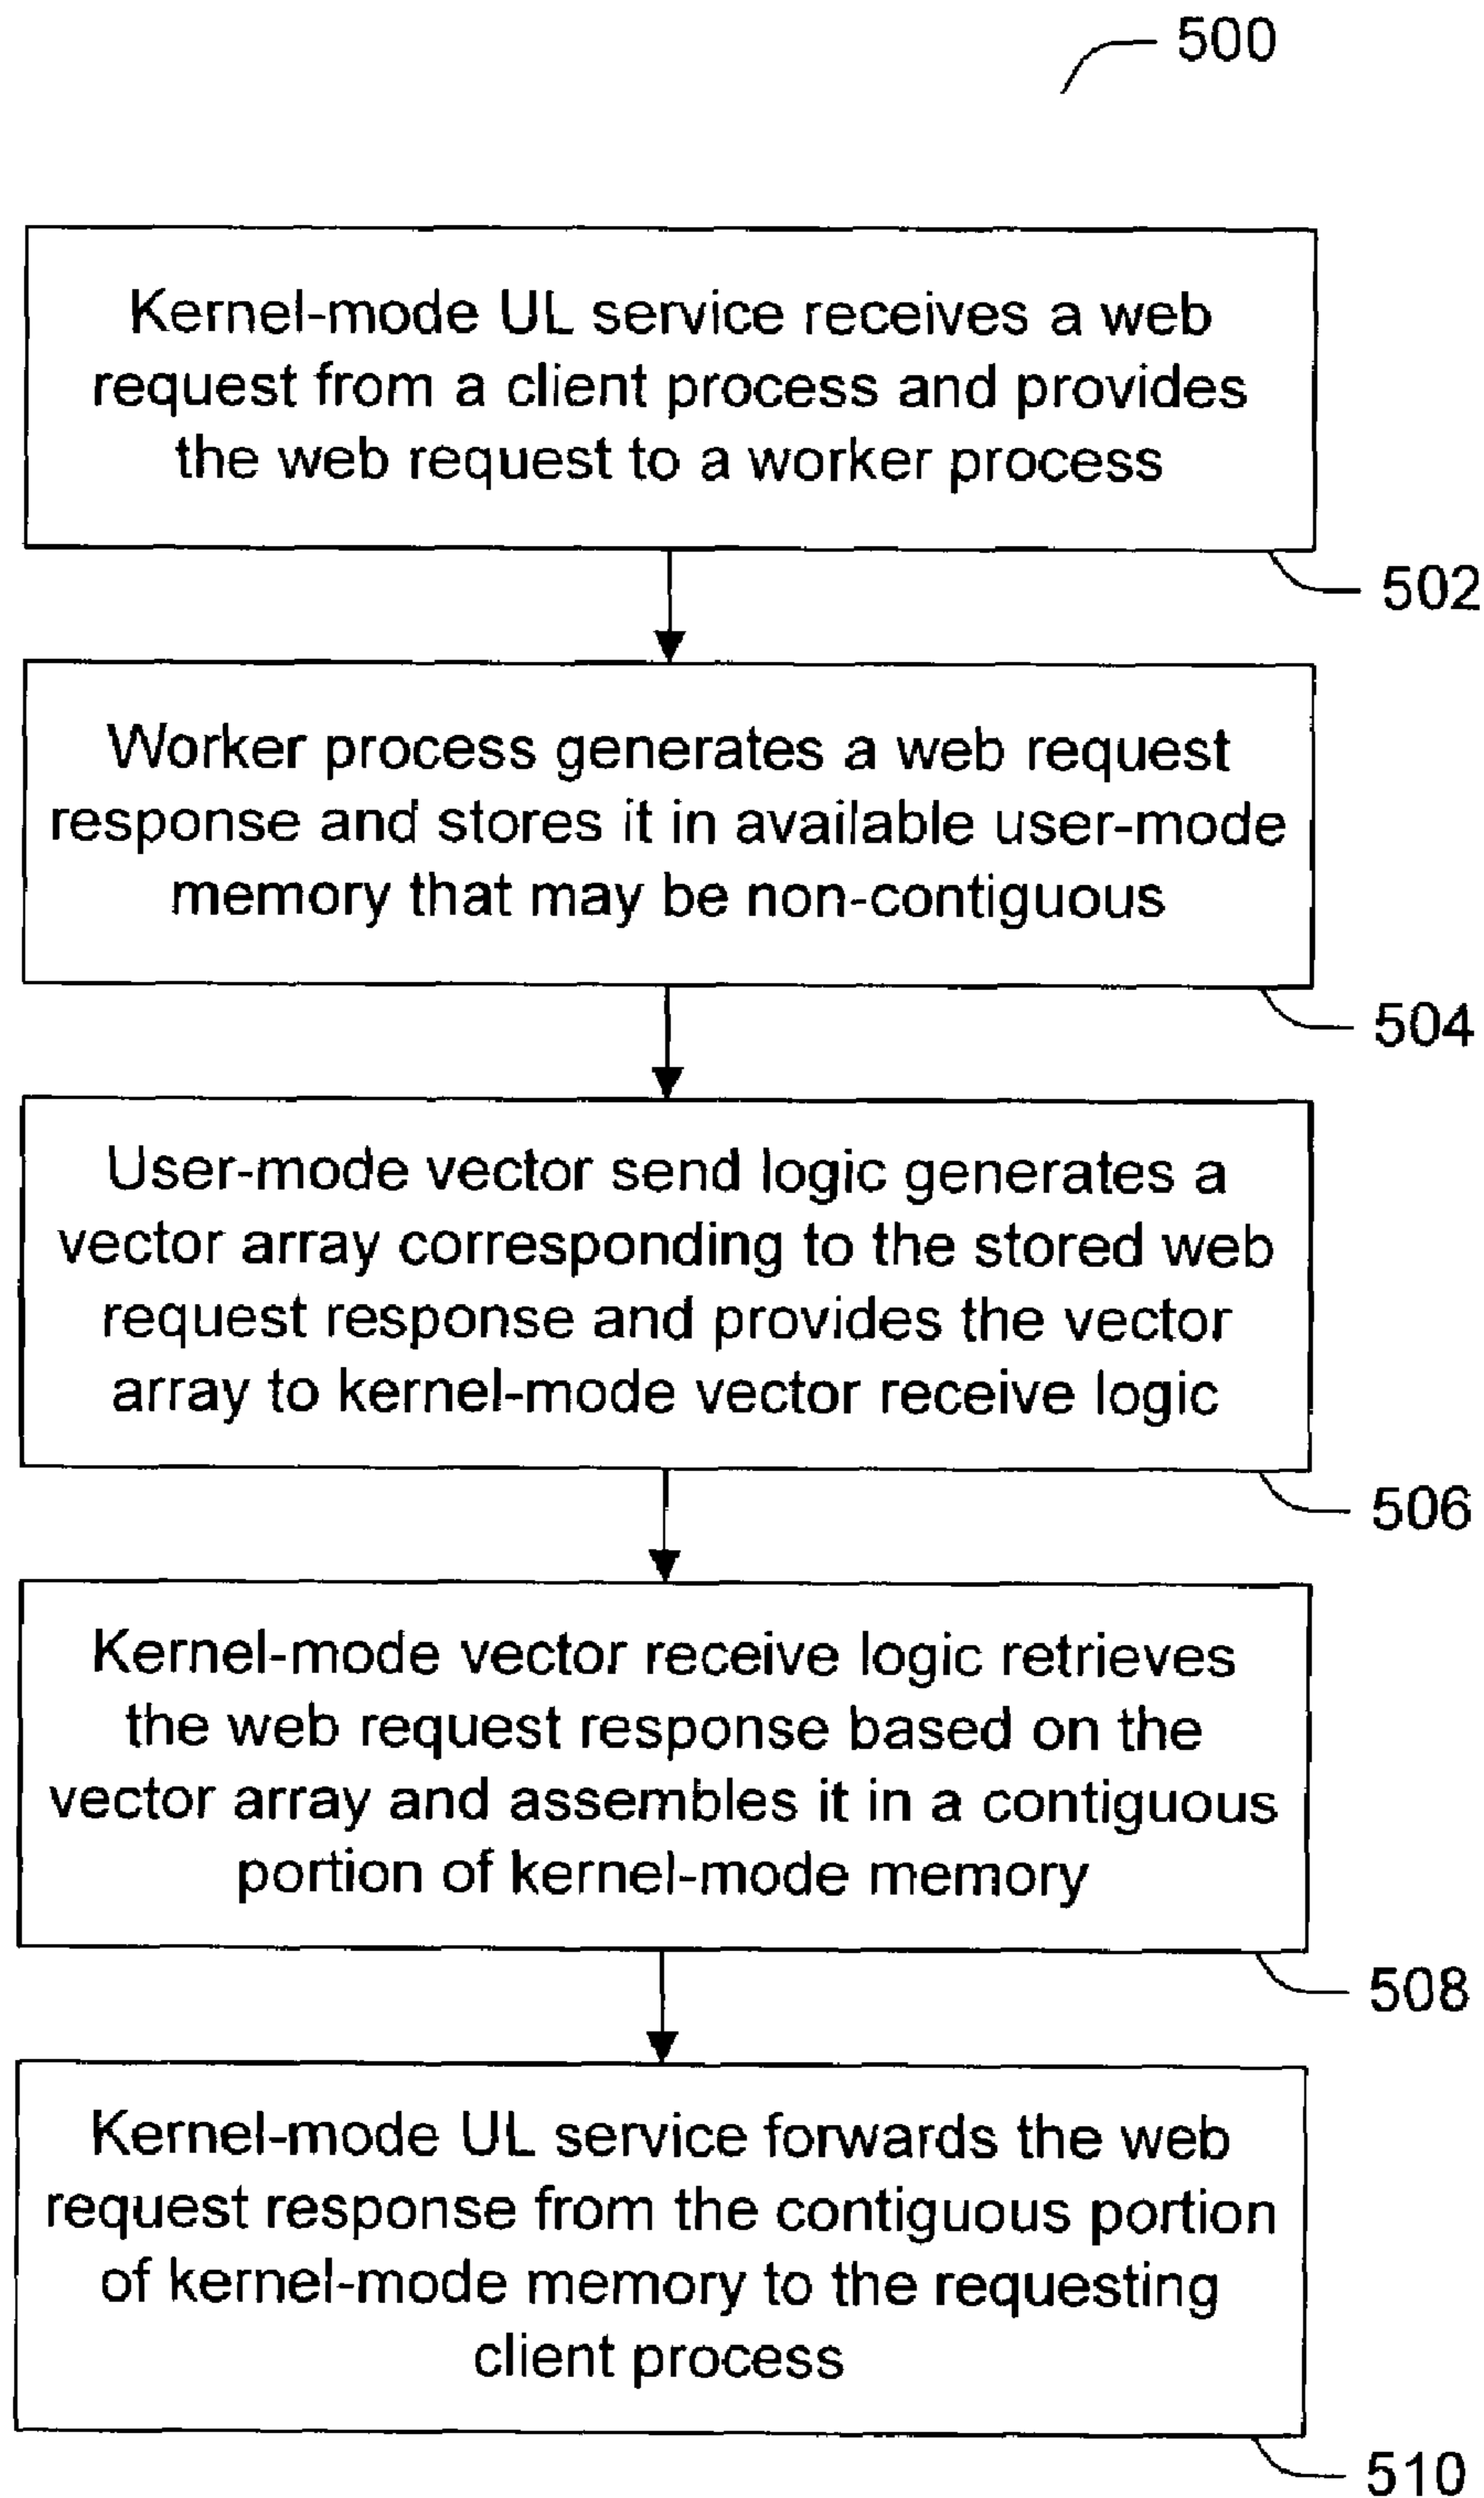 500
Kernel-mode UL service receives a web
request from a client process and provides
the web request to a worker process
502
Worker process generates a web request
response and stores it in available user-mode
memory that may be non-contiguous
504
User-mode vector send logic generates a
vector array corresponding to the stored web
request response and provides the vector
array to kernel-mode vector receive logic
506
Kernel-mode vector receive logic retrieves
the web request response based on the
vector array and assembles it in a contiguous
portion of kernel-mode memory
508
Kernel-mode UL service forwards the web
request response from the contiguous portion
of kernel-mode memory to the requesting
client process
510